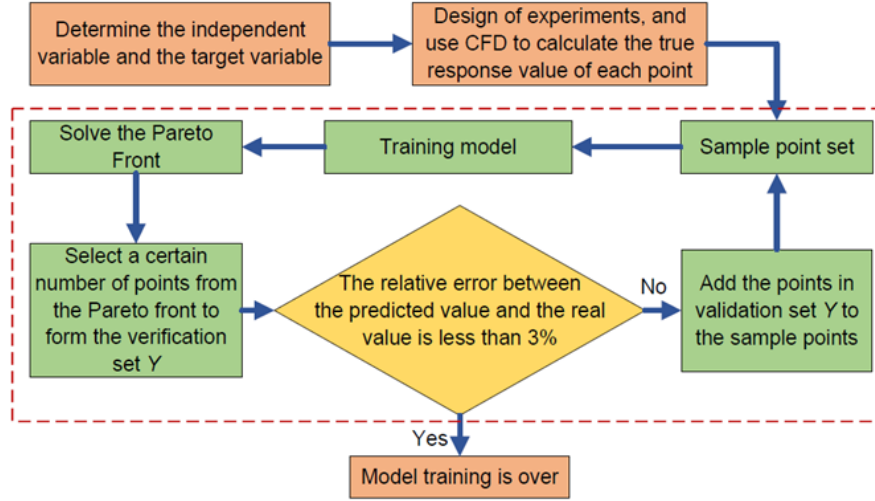 Determine the independent
variable and the target variable
Design of experiments, and
use CFD to calculate the true
response value of each point
Solve the Pareto
Front
Training model
Sample point set
Select a certain
number of points from
the Pareto front to
form the verification
set Y
The relative error between
the predicted value and the real
value is less than 3%
No
Add the points in
validation set Y to
the sample points
Yes
Model training is over